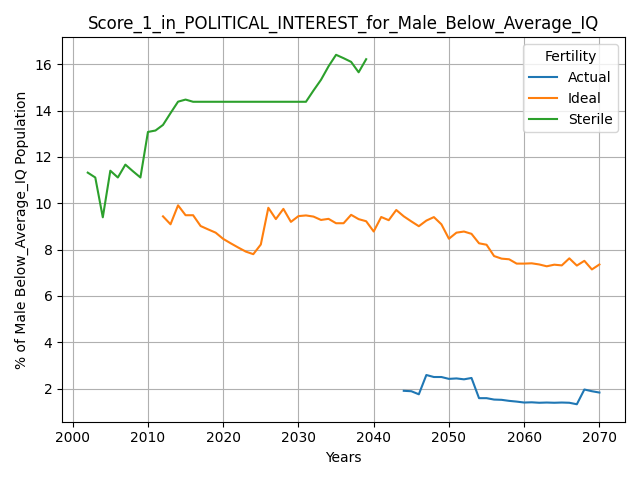 Score_1_in_POLITICAL_INTEREST_for_Male_Below_Average_IQ
% of Male Below_Average_IQ Population
16
14
12
10
8
6
4
2
Fertility
Actual
Ideal
Sterile
2000 2010 2020 2030 2040 2050 2060 2070
Years